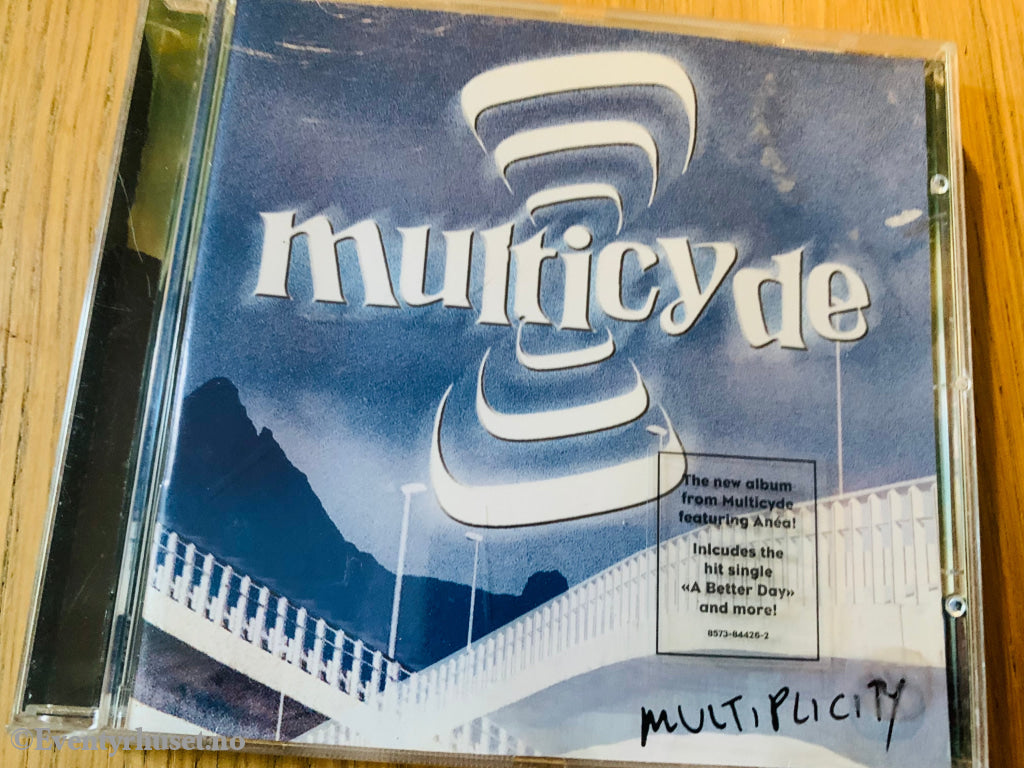 multicyde
The new album
from Multicyde
featuring Anéa!
Inlcudes the
hit single
«A Better Day»
and more!
8573-84426-2
MULTIPLICITY
©Eventyrhuset.no